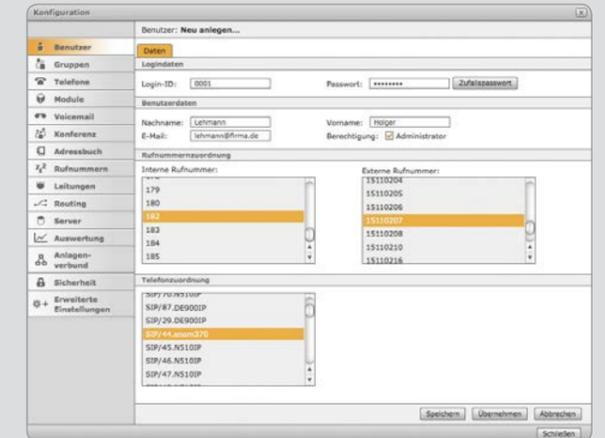 Konfiguration
Benutzer: Neu anlegen...
Benutzer
Gruppen
Telefone
Module
Voicemail
Konferenz
Adressbuch
Rufnummern
Leitungen
Routing
Server
Auswertung
Anlagen-
verbund
Sicherheit
Erweiterte
Einstellungen
Daten
Logindaten
Login-ID: 0001 Passwort: ******** Zufallspasswort
Benutzerdaten
Nachname: Lehmann Vorname: Holger
E-Mail: lehmann@firma.de Berechtigung: Administrator
Rufnummernzuordnung
Interne Rufnummer: Externe Rufnummer:
179
180
182
183
184
185
15110204
15110205
15110206
15110207
15110208
15110210
15110216
Telefonzuordnung
SIP/70.N510IP
SIP/87.DE900IP
SIP/29.DE900IP
SIP/44.snom370
SIP/45.N510IP
SIP/46.N510IP
SIP/47.N510IP
Speichern Übernehmen Abbrechen
Schließen